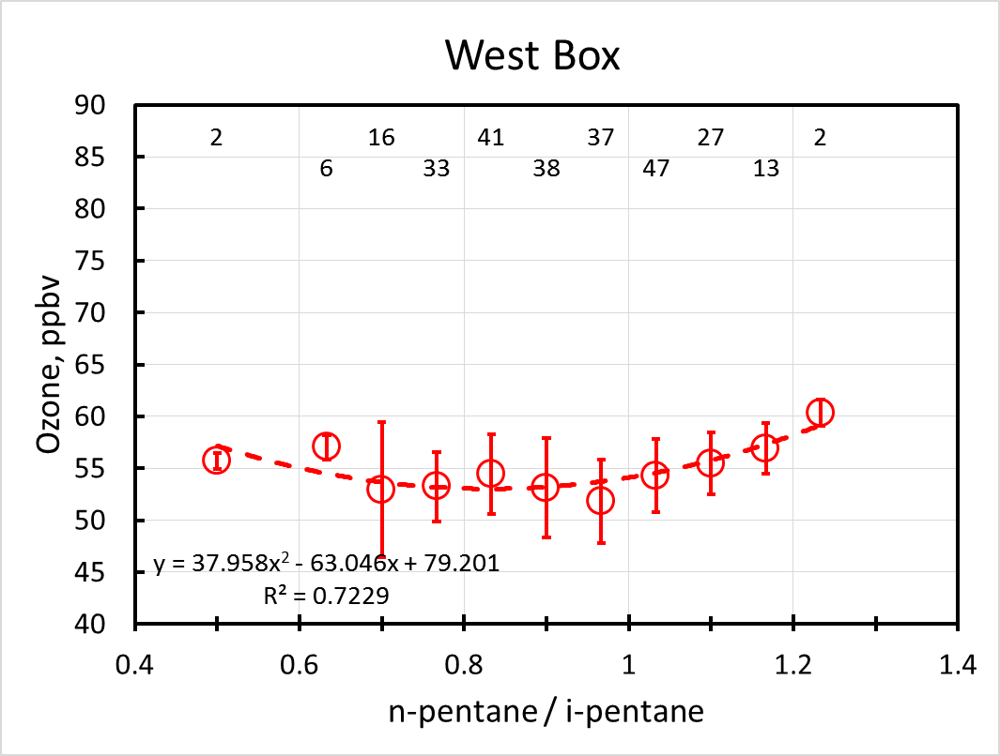 West Box
90
2 16 41 37 27 2
85
6 33 38 47 13
80
75
70
65
60
55
50
45
40
Ozone, ppbv
y = 37.958x² - 63.046x + 79.201
R² = 0.7229
0.4 0.6 0.8 1 1.2 1.4
n-pentane / i-pentane